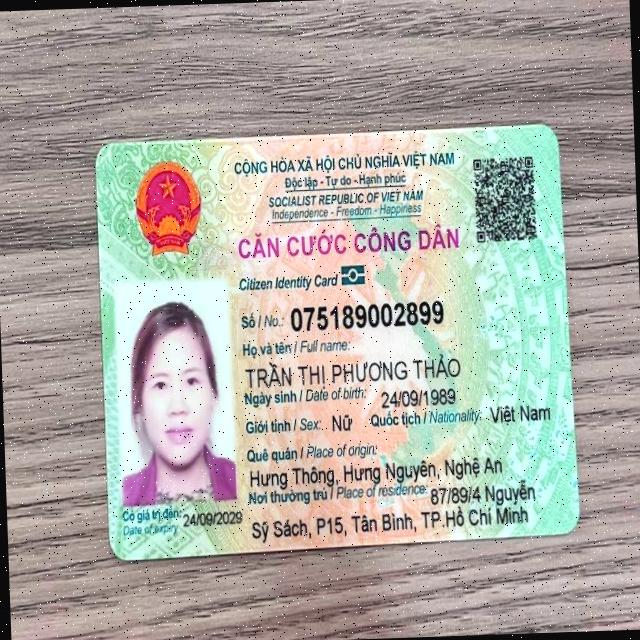 CỘNG HÒA XÃ HỘI CHỦ NGHĨA VIỆT NAM
Độc lập - Tự do - Hạnh phúc
SOCIALIST REPUBLIC OF VIET NAM
Independence - Freedom - Happiness
CĂN CƯỚC CÔNG DÂN
Citizen Identity Card
Số / No.: 075189002899
Họ và tên / Full name:
TRẦN THỊ PHƯƠNG THẢO
Ngày sinh / Date of birth: 24/09/1989
Giới tính / Sex: Nữ Quốc tịch / Nationality: Việt Nam
Quê quán / Place of origin:
Hưng Thông, Hưng Nguyên, Nghệ An
Nơi thường trú / Place of residence: 87/89/4 Nguyễn
Sỹ Sách, P15, Tân Bình, TP.Hồ Chí Minh
Có giá trị đến: 24/09/2029
Date of expiry